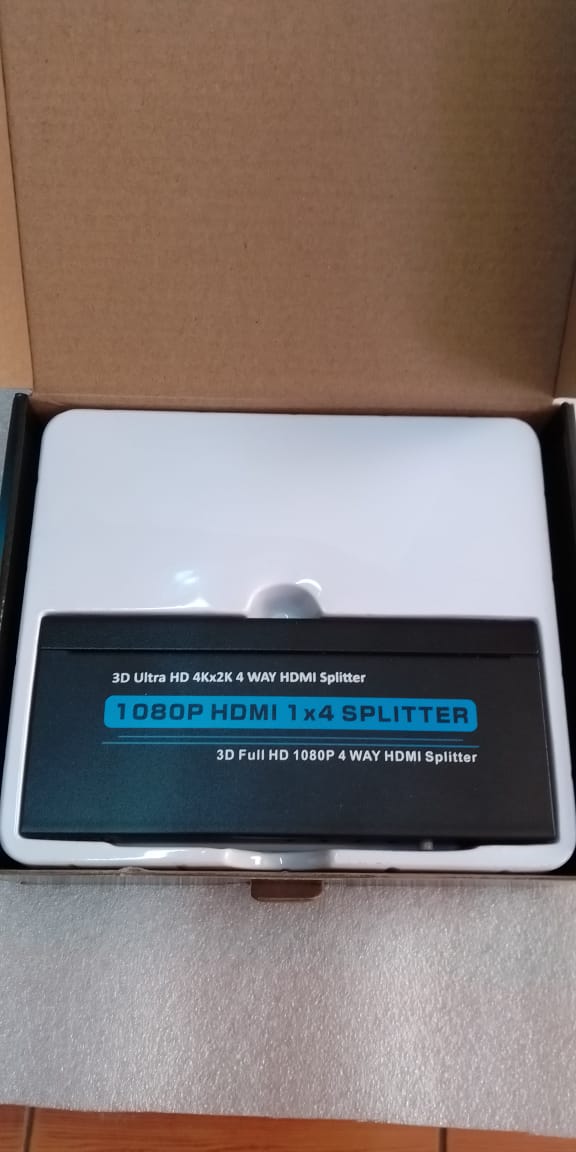 3D Ultra HD 4Kx2K 4 WAY HDMI Splitter
1080P HDMI 1x4 SPLITTER
3D Full HD 1080P 4 WAY HDMI Splitter